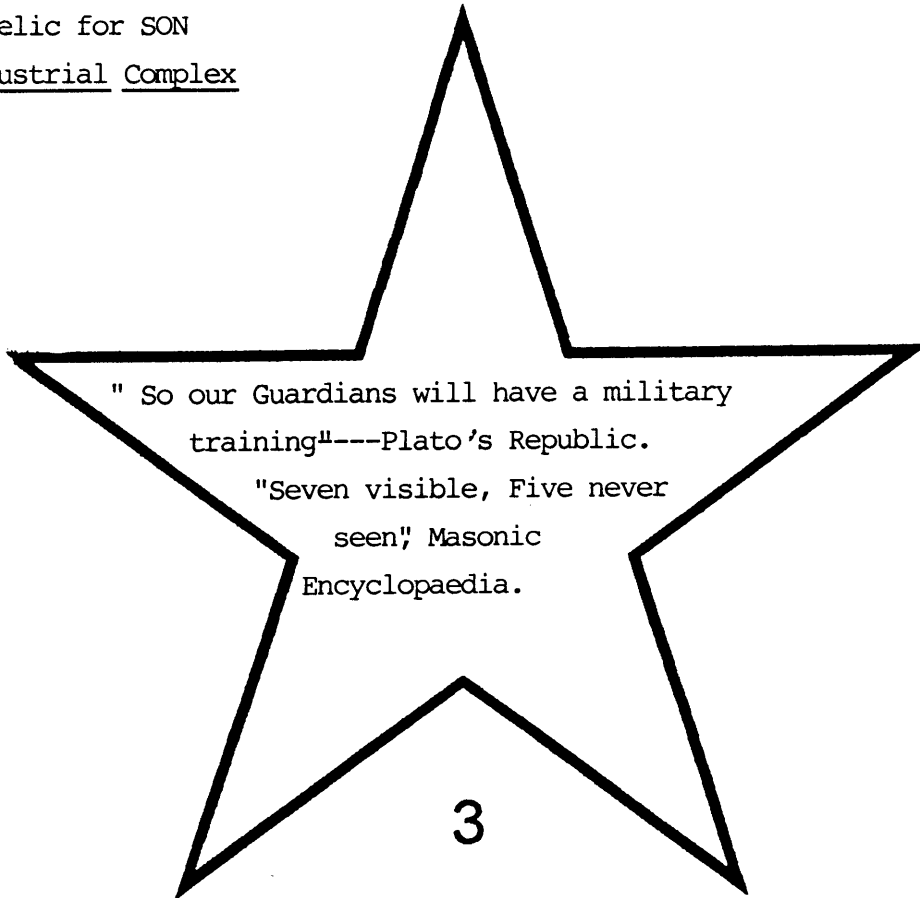 elic for SON
ustrial Complex
" So our Guardians will have a military
training"---Plato's Republic.
"Seven visible, Five never
seen", Masonic
Encyclopaedia.
3